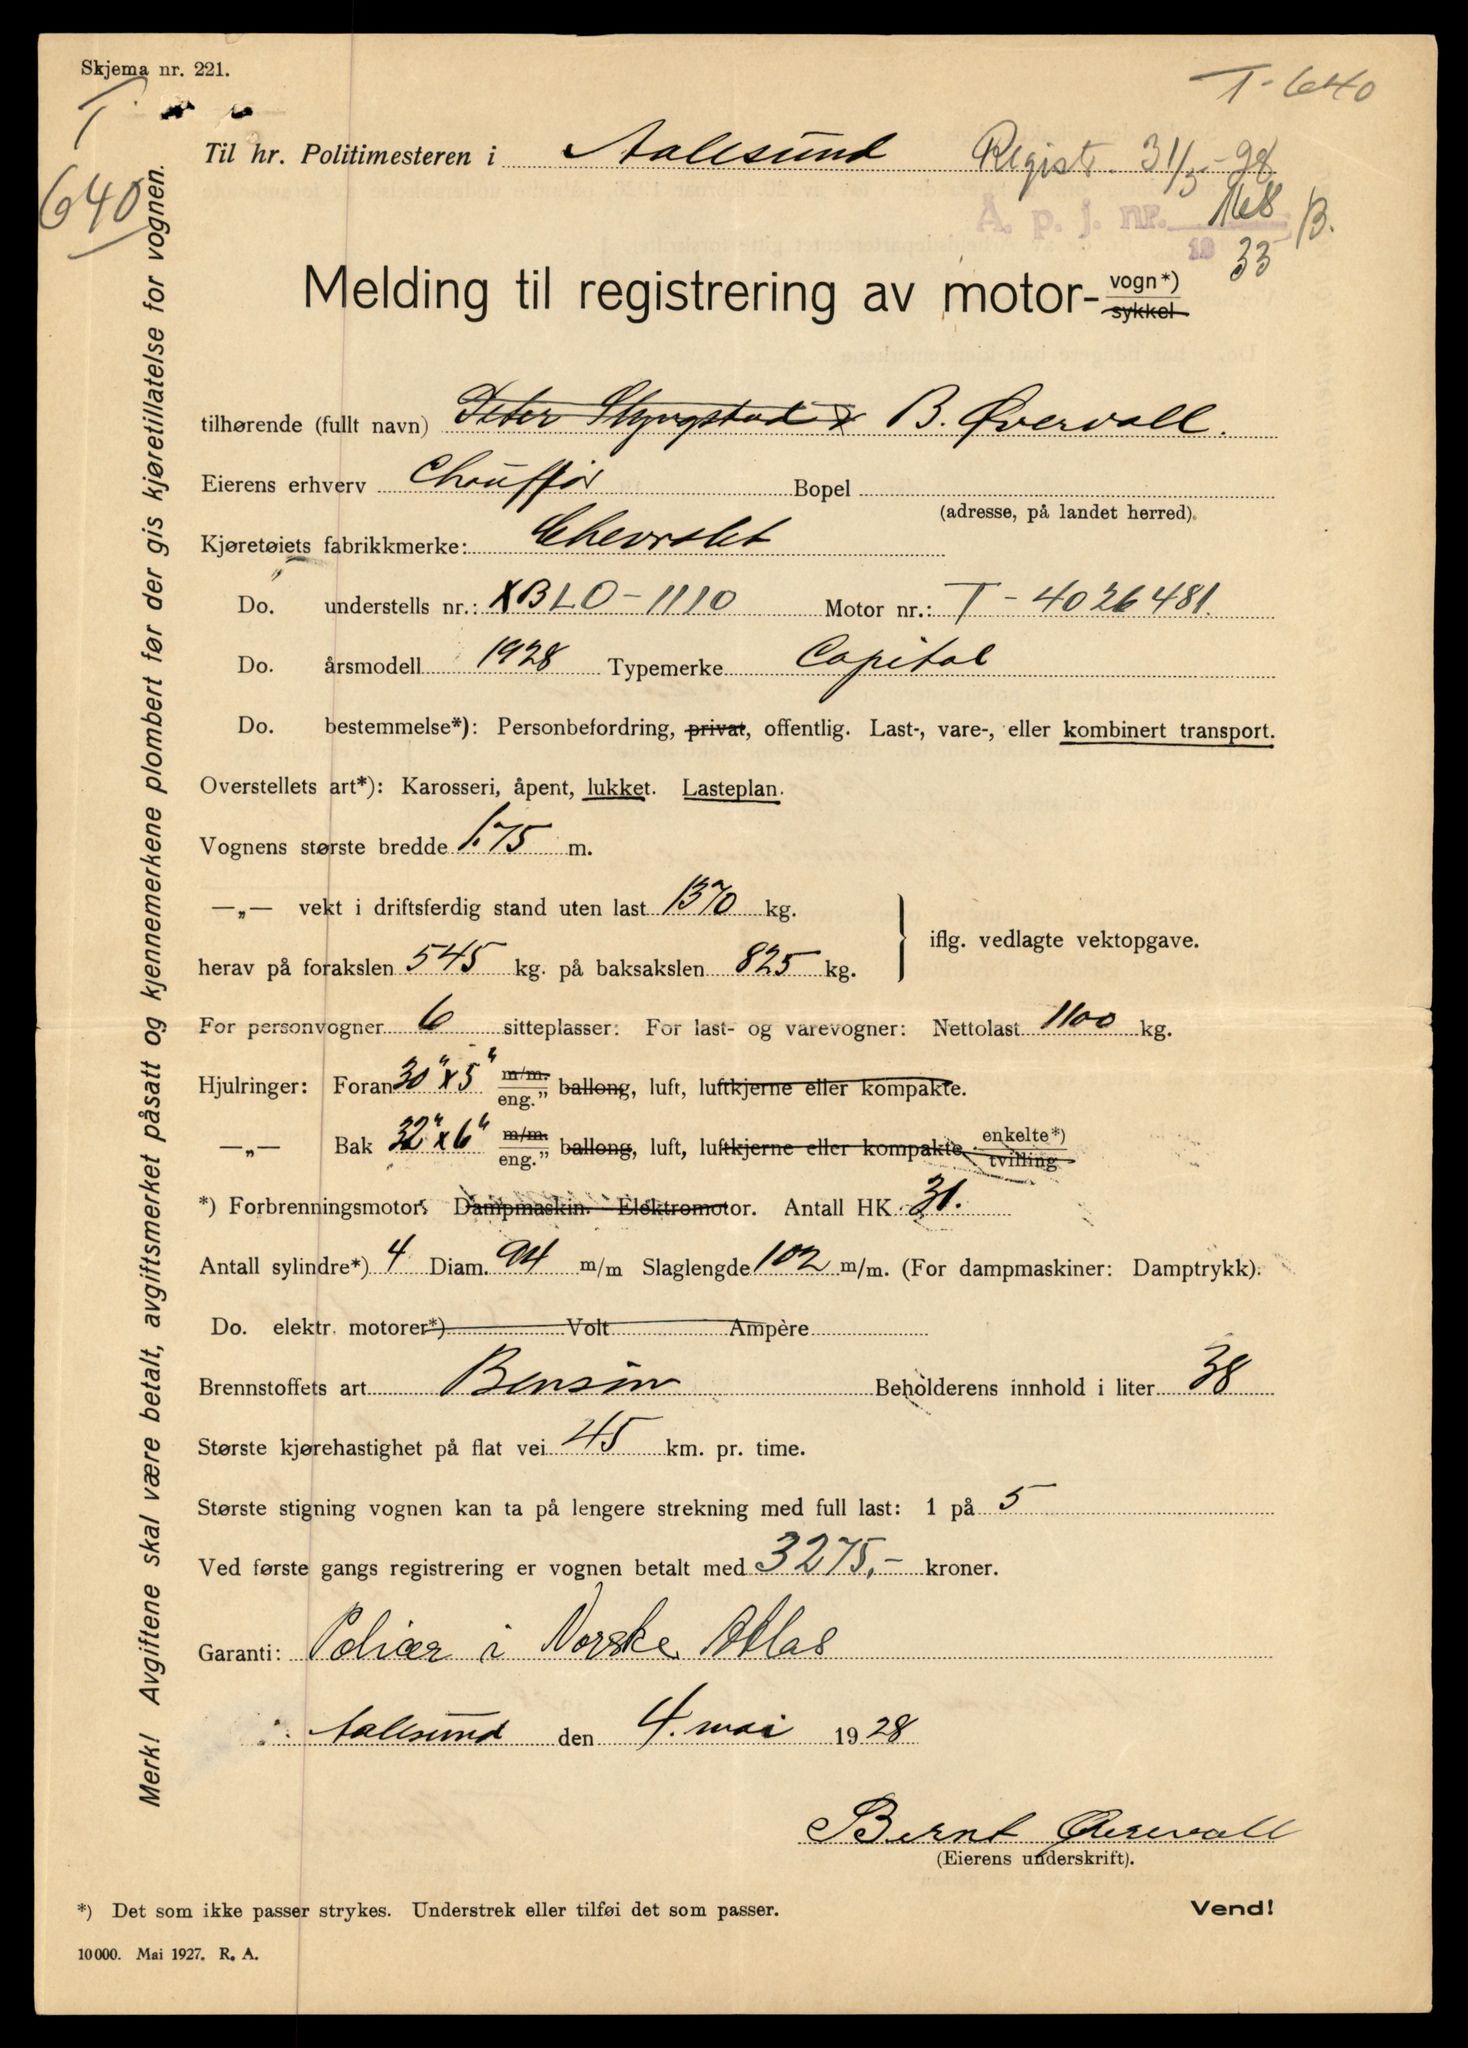 Skjema nr. 221.
T-640
T
640
Til hr. Politimesteren i Aalesund
Registr. 31/5-28
Å. p. j. nr. 1168 /B.
19 33
Melding til registrering av motor- vogn*)
sykkel
tilhørende (fullt navn) Peter Styrgstad B. Øvervoll.
Eierens erhverv Chauffør Bopel
(adresse, på landet herred).
Kjøretøiets fabrikkmerke: Chevrolet
Do. understells nr.: XBLO-1110 Motor nr.: T-4026481.
Do. årsmodell 1928 Typemerke Capital
Do. bestemmelse*): Personbefordring, privat, offentlig. Last-, vare-, eller kombinert transport.
Overstellets art*): Karosseri, åpent, lukket. Lasteplan.
Vognens største bredde 1.75 m.
—„— vekt i driftsferdig stand uten last 1370 kg.
herav på forakslen 545 kg. på baksakslen 825 kg.
iflg. vedlagte vektopgave.
For personvogner 6 sitteplasser: For last- og varevogner: Nettolast 1100 kg.
Hjulringer: Foran 30" x 5" m/m. eng." ballong, luft, luftkjerne eller kompakte.
—„— Bak 32" x 6" m/m. eng." ballong, luft, luftkjerne eller kompakte, enkelte*) tvilling
*) Forbrenningsmotor. Dampmaskin. Elektromotor. Antall HK 31.
Antall sylindre*) 4 Diam. 94 m/m Slaglengde 102 m/m. (For dampmaskiner: Damptrykk).
Do. elektr. motorer*) Volt Ampère
Brennstoffets art Bensin Beholderens innhold i liter 38
Største kjørehastighet på flat vei 45 km. pr. time.
Største stigning vognen kan ta på lengere strekning med full last: 1 på 5
Ved første gangs registrering er vognen betalt med 3275,- kroner.
Garanti: Police i Norske Atlas
Aalesund den 4. mai 1928
Bernt Øvervoll
(Eierens underskrift).
*) Det som ikke passer strykes. Understrek eller tilføi det som passer.
Vend!
10000. Mai 1927. R. A.
Merk! Avgiftene skal være betalt, avgiftsmerket påsatt og kjennemerkene plombert før der gis kjøretillatelse for vognen.